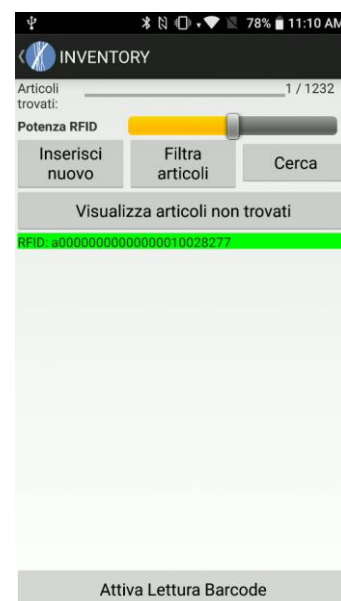 78% 11:10 AM
INVENTORY
Articoli trovati: 1 / 1232
Potenza RFID
Inserisci nuovo
Filtra articoli
Cerca
Visualizza articoli non trovati
RFID: a00000000000000010028277
Attiva Lettura Barcode